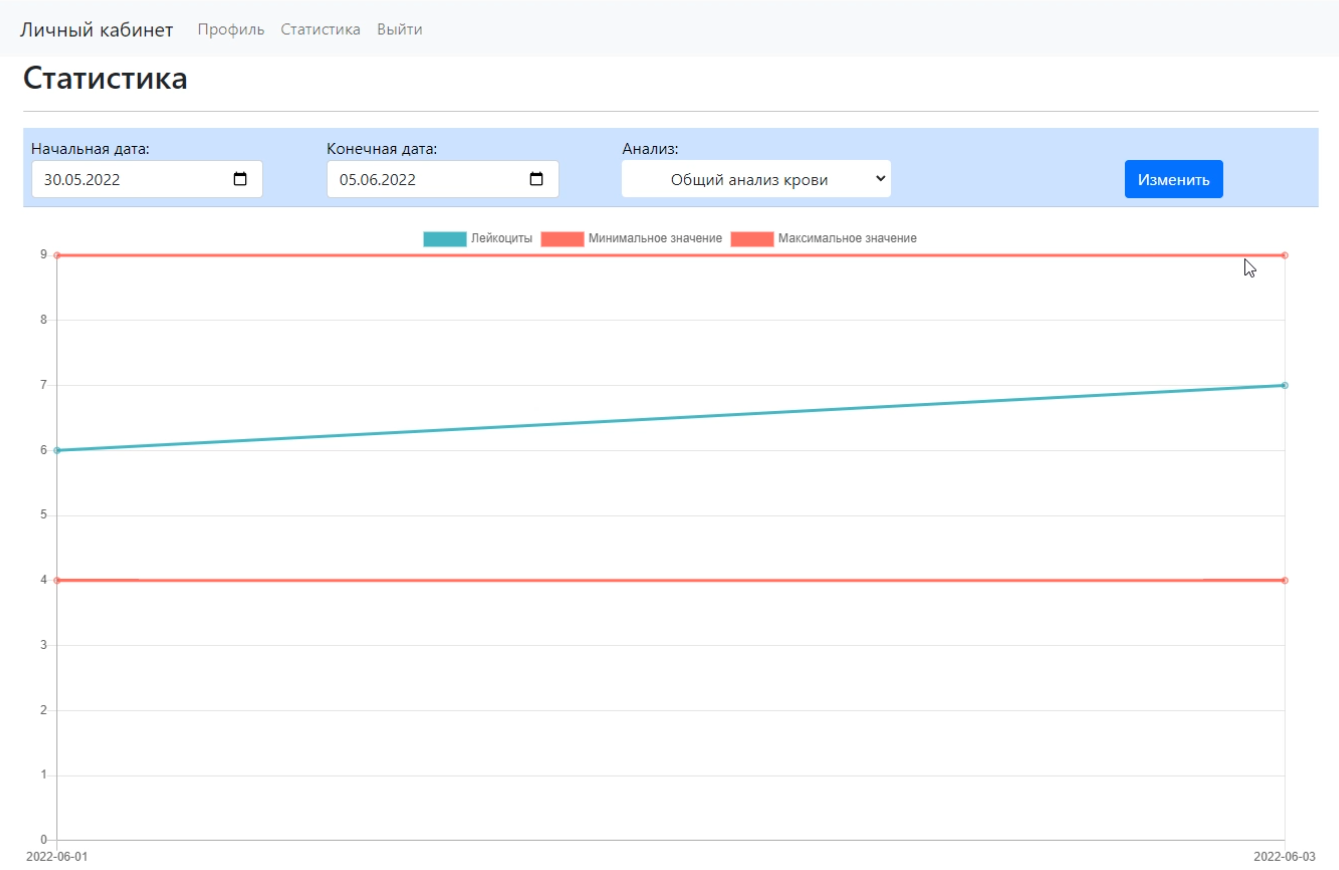 Личный кабинет Профиль Статистика Выйти
Статистика
Начальная дата: Конечная дата: Анализ:
30.05.2022 05.06.2022 Общий анализ крови Изменить
Лейкоциты Минимальное значение Максимальное значение
9
8
7
6
5
4
3
2
1
0
2022-06-01 2022-06-03